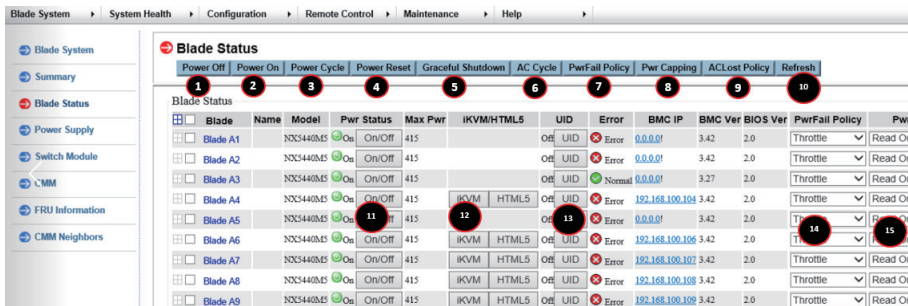 Blade System System Health Configuration Remote Control Maintenance Help
Blade System
Summary
Blade Status
Power Supply
Switch Module
CMM
FRU Information
CMM Neighbors
Blade Status
Power Off Power On Power Cycle Power Reset Graceful Shutdown AC Cycle PwrFail Policy Pwr Capping ACLost Policy Refresh
1 2 3 4 5 6 7 8 9 10
Blade Status
Blade Name Model Pwr Status Max Pwr iKVM/HTML5 UID Error BMC IP BMC Ver BIOS Ver PwrFail Policy Pwr
Blade A1 NX5440M5 On On/Off 415 Off UID Error 0.0.0.0! 3.42 2.0 Throttle Read On
Blade A2 NX5440M5 On On/Off 415 Off UID Error 0.0.0.0! 3.42 2.0 Throttle Read On
Blade A3 NX5440M5 On On/Off 415 Off UID Normal 0.0.0.0! 3.27 2.0 Throttle Read On
Blade A4 NX5440M5 On On/Off 415 iKVM HTML5 Off UID Error 192.168.100.104 3.42 2.0 Throttle Read On
11 12 13 14 15
Blade A5 NX5440M5 On On/Off 415 UID Error 0.0.0.0! 3.42 2.0
Blade A6 NX5440M5 On On/Off 415 iKVM HTML5 Off UID Error 192.168.100.106 3.42 2.0 Throttle
Blade A7 NX5440M5 On On/Off 415 iKVM HTML5 Off UID Error 192.168.100.107 3.42 2.0 Throttle Read On
Blade A8 NX5440M5 On On/Off 415 iKVM HTML5 Off UID Error 192.168.100.108 3.42 2.0 Throttle Read On
Blade A9 NX5440M5 On On/Off 415 iKVM HTML5 Off UID Error 192.168.100.109 3.42 2.0 Throttle Read On